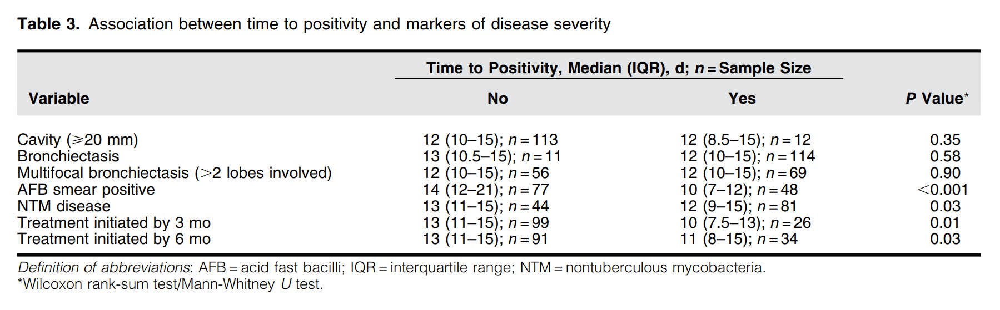 Table 3. Association between time to positivity and markers of disease severity
Time to Positivity, Median (IQR), d; n=Sample Size
Variable No Yes P Value*
Cavity (⩾20 mm) 12 (10–15); n=113 12 (8.5–15); n=12 0.35
Bronchiectasis 13 (10.5–15); n=11 12 (10–15); n=114 0.58
Multifocal bronchiectasis (>2 lobes involved) 12 (10–15); n=56 12 (10–15); n=69 0.90
AFB smear positive 14 (12–21); n=77 10 (7–12); n=48 <0.001
NTM disease 13 (11–15); n=44 12 (9–15); n=81 0.03
Treatment initiated by 3 mo 13 (11–15); n=99 10 (7.5–13); n=26 0.01
Treatment initiated by 6 mo 13 (11–15); n=91 11 (8–15); n=34 0.03
Definition of abbreviations: AFB=acid fast bacilli; IQR=interquartile range; NTM=nontuberculous mycobacteria.
*Wilcoxon rank-sum test/Mann-Whitney U test.